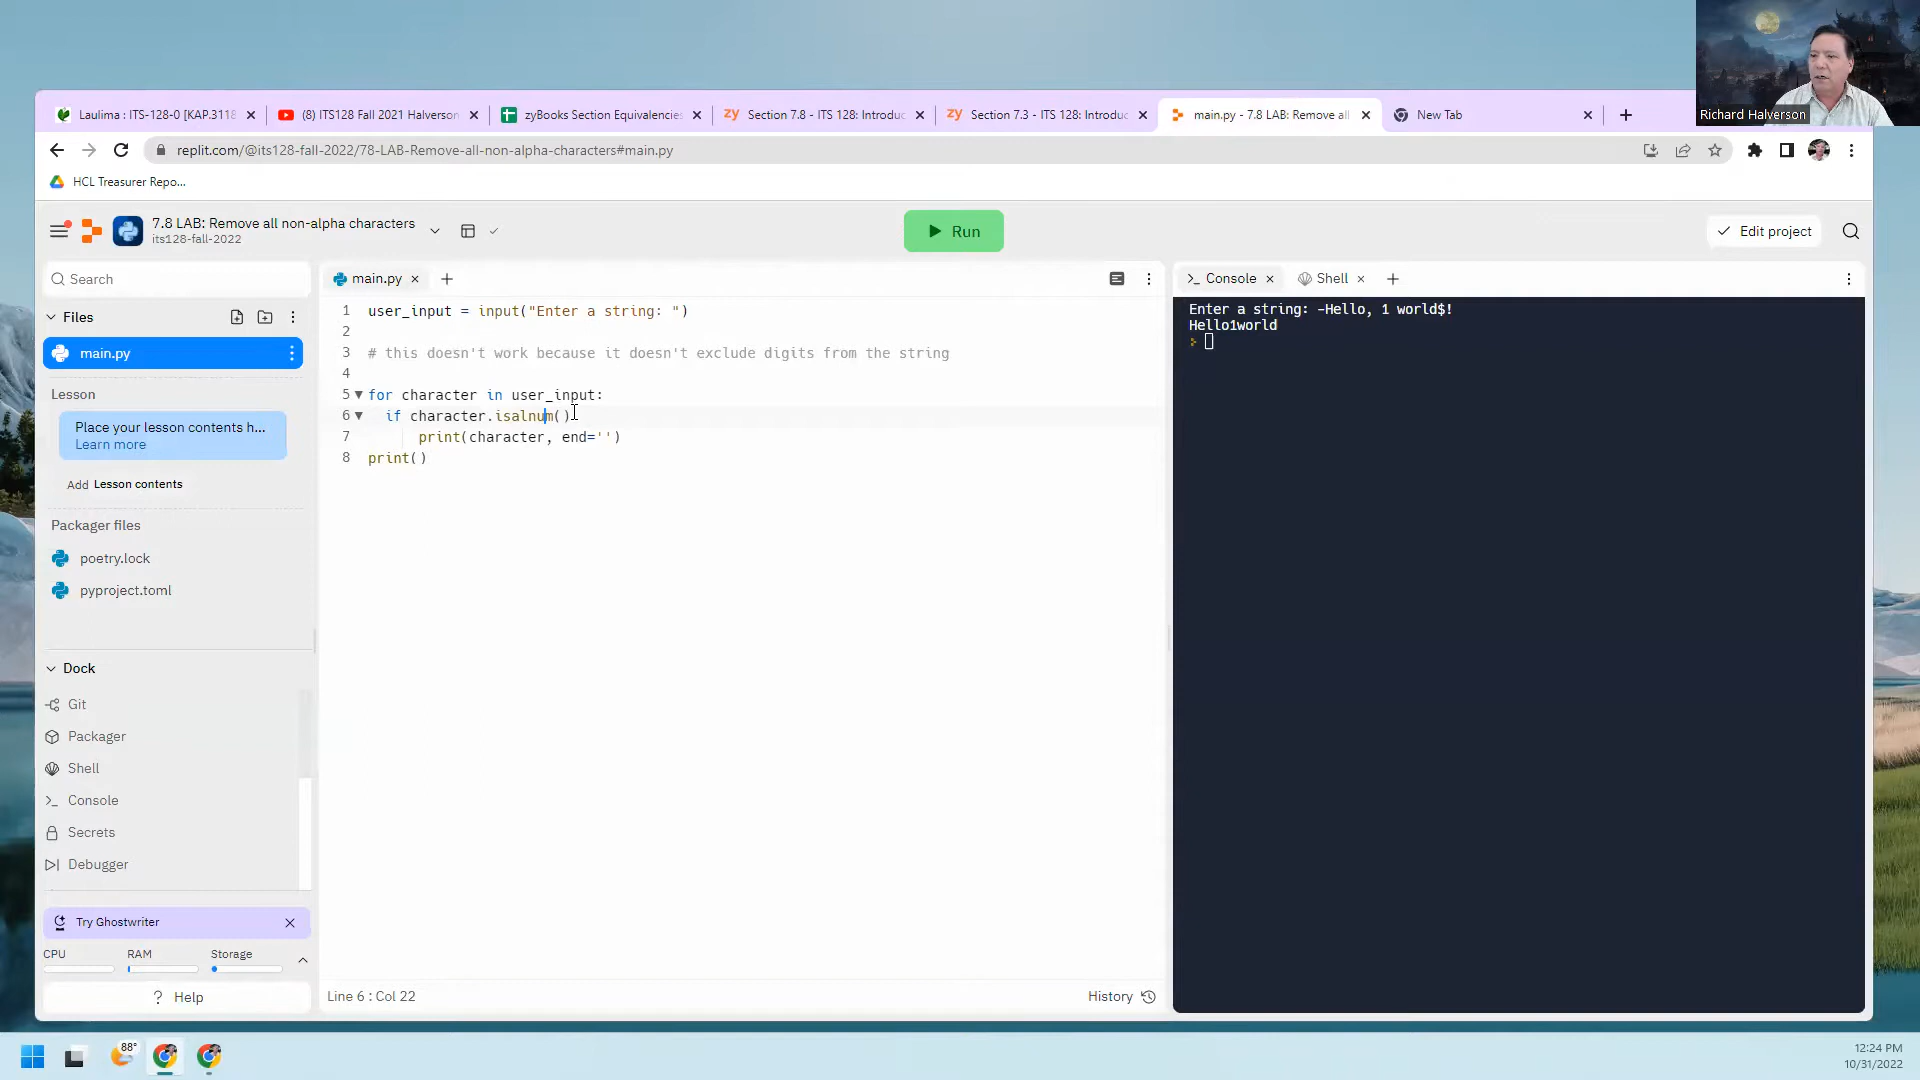 Richard Halverson
Laulima : ITS-128-0 [KAP.3118
(8) ITS128 Fall 2021 Halverson
zyBooks Section Equivalencies
zy Section 7.8 - ITS 128: Introduc
zy Section 7.3 - ITS 128: Introduc
main.py - 7.8 LAB: Remove all
New Tab
replit.com/@its128-fall-2022/78-LAB-Remove-all-non-alpha-characters#main.py
HCL Treasurer Repo...
7.8 LAB: Remove all non-alpha characters
its128-fall-2022
Run
Edit project
Search
Files
main.py
Lesson
Place your lesson contents h...
Learn more
Add Lesson contents
Packager files
poetry.lock
pyproject.toml
Dock
Git
Packager
Shell
Console
Secrets
Debugger
Try Ghostwriter
CPU RAM Storage
? Help
main.py
1 user_input = input("Enter a string: ")
2
3 # this doesn't work because it doesn't exclude digits from the string
4
5 for character in user_input:
6 if character.isalnum():
7 print(character, end='')
8 print()
Line 6 : Col 22
History
Console
Shell
Enter a string: -Hello, 1 world$!
Hello1world
88°
12:24 PM
10/31/2022